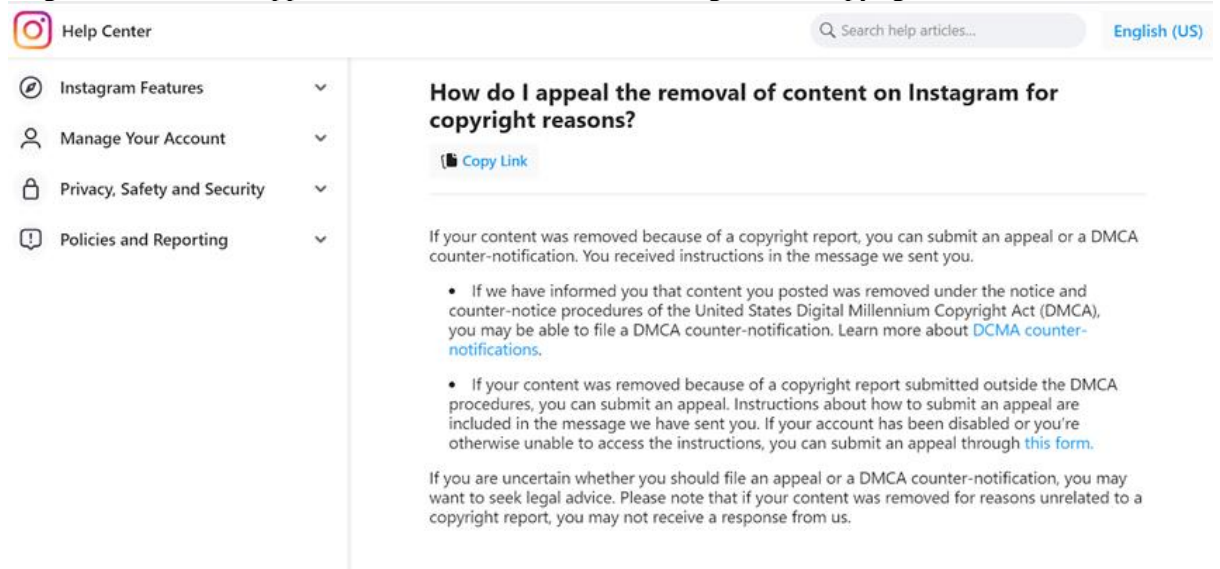 Help Center
Search help articles...
English (US)
Instagram Features
Manage Your Account
Privacy, Safety and Security
Policies and Reporting
How do I appeal the removal of content on Instagram for
copyright reasons?
Copy Link
If your content was removed because of a copyright report, you can submit an appeal or a DMCA
counter-notification. You received instructions in the message we sent you.
• If we have informed you that content you posted was removed under the notice and
counter-notice procedures of the United States Digital Millennium Copyright Act (DMCA),
you may be able to file a DMCA counter-notification. Learn more about DCMA counter-
notifications.
• If your content was removed because of a copyright report submitted outside the DMCA
procedures, you can submit an appeal. Instructions about how to submit an appeal are
included in the message we have sent you. If your account has been disabled or you're
otherwise unable to access the instructions, you can submit an appeal through this form.
If you are uncertain whether you should file an appeal or a DMCA counter-notification, you may
want to seek legal advice. Please note that if your content was removed for reasons unrelated to a
copyright report, you may not receive a response from us.